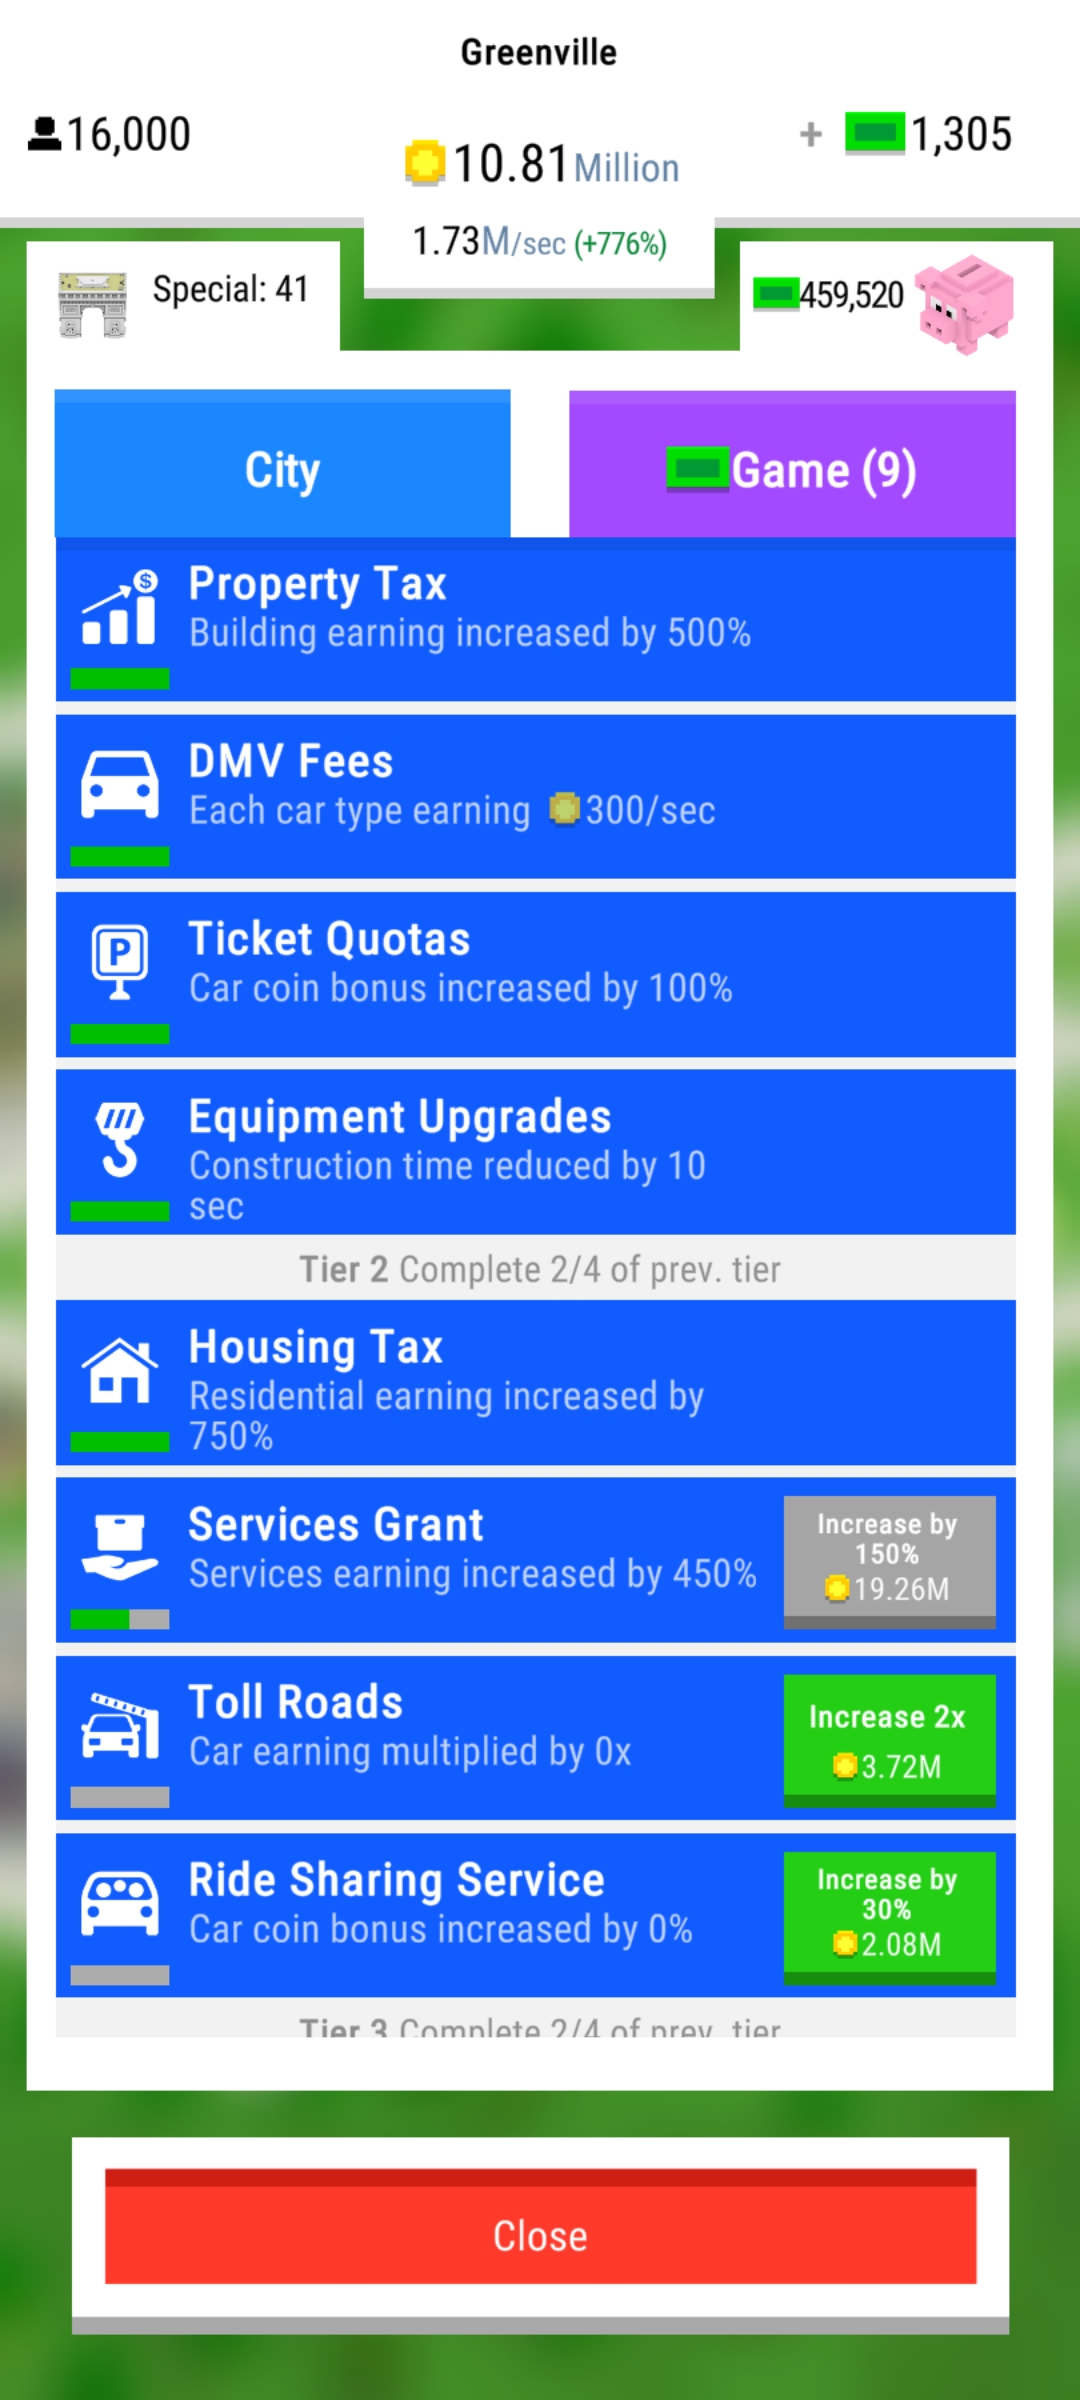 Greenville
16,000
10.81 Million
+ 1,305
1.73M/sec (+776%)
Special: 41
459,520
City
Game (9)
Property Tax
Building earning increased by 500%
DMV Fees
Each car type earning 300/sec
P
Ticket Quotas
Car coin bonus increased by 100%
Equipment Upgrades
Construction time reduced by 10
sec
Tier 2 Complete 2/4 of prev. tier
Housing Tax
Residential earning increased by
750%
Services Grant
Services earning increased by 450%
Increase by
150%
19.26M
Toll Roads
Car earning multiplied by 0x
Increase 2x
3.72M
Ride Sharing Service
Car coin bonus increased by 0%
Increase by
30%
2.08M
Tier 3 Complete 2/4 of prev. tier
Close